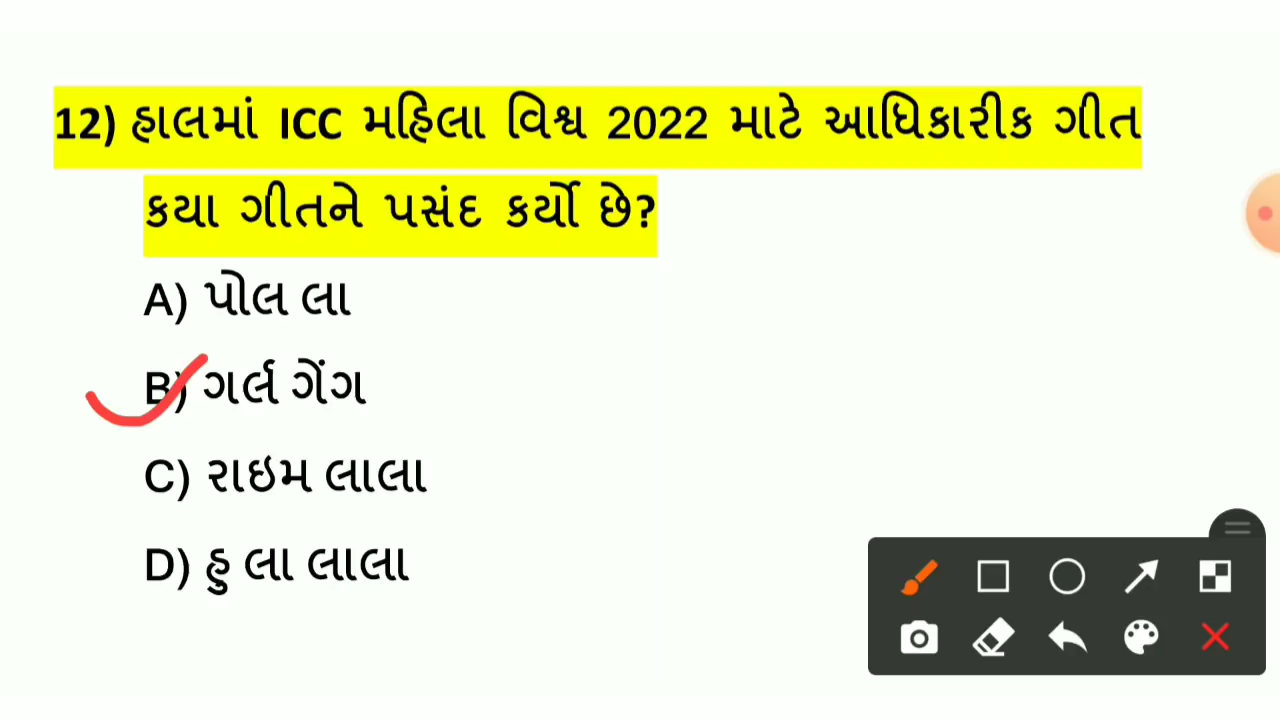 12) હાલમાં ICC મહિલા વિશ્વ 2022 માટે આધિકારીક ગીત
કયા ગીતને પસંદ કર્યો છે?
A) પોલ લા
B) ગર્લ ગેંગ
C) રાઇમ લાલા
D) હુ લા લાલા